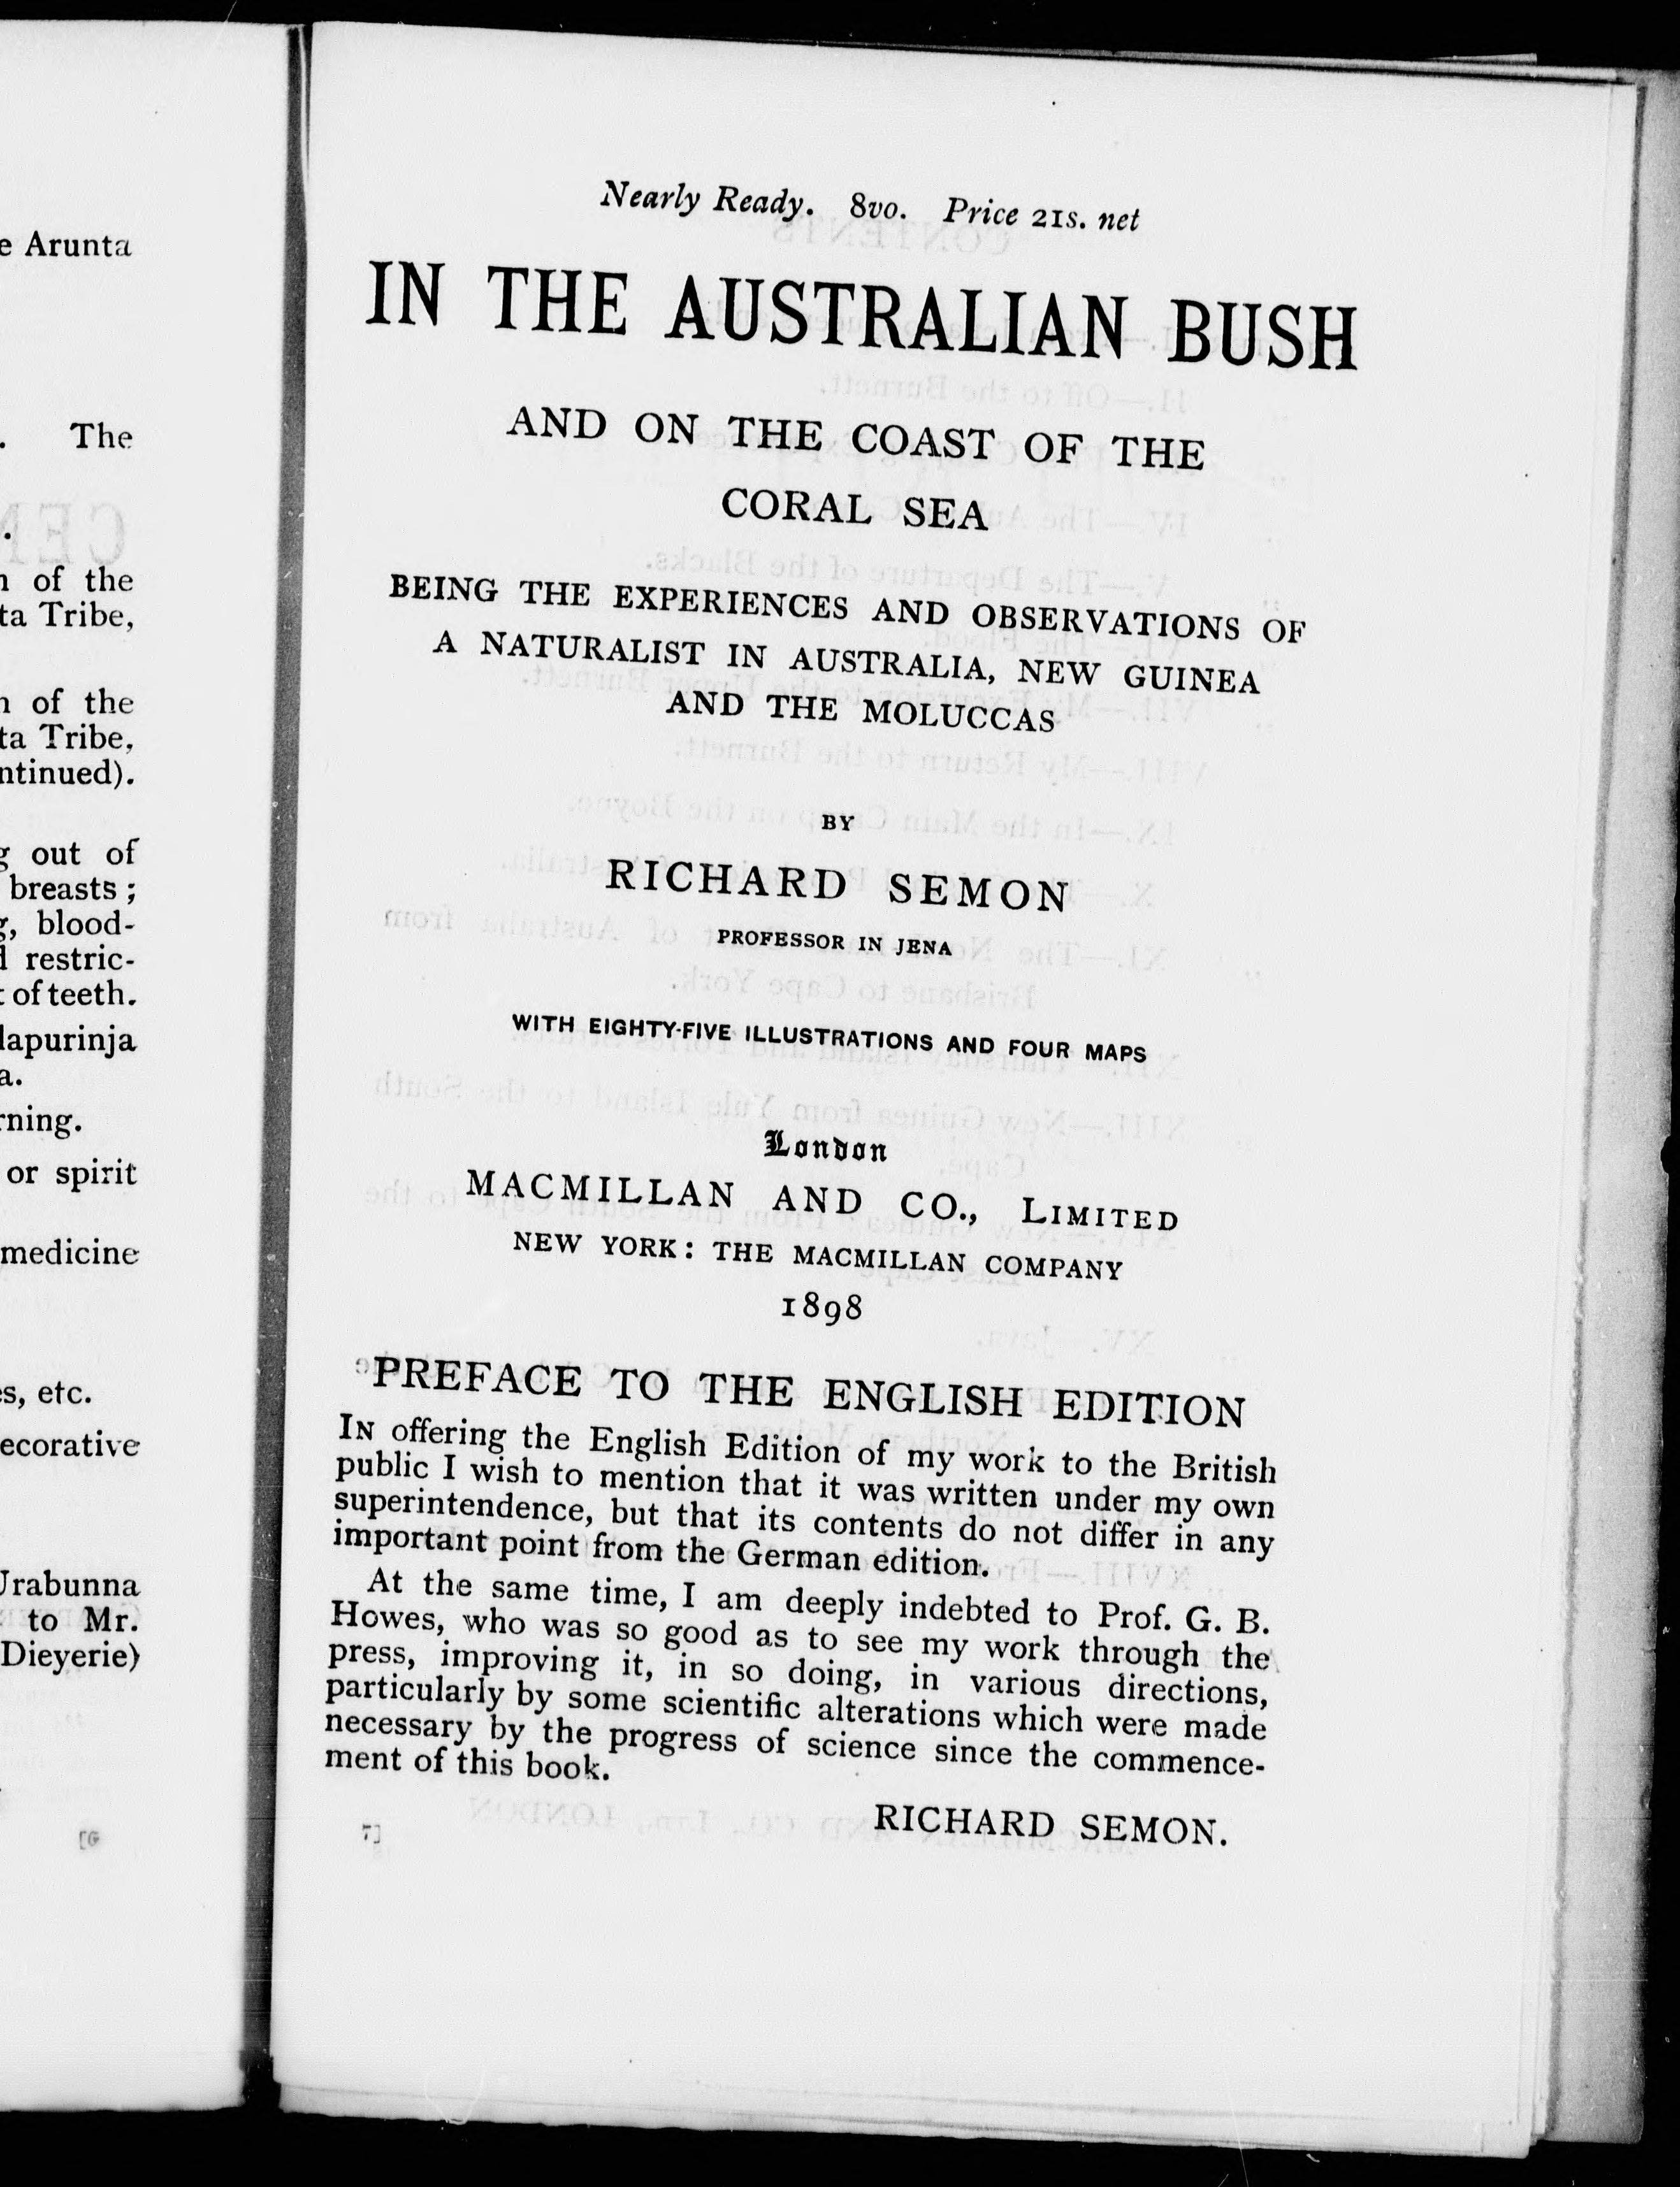 e Arunta
. The
.
n of the
ta Tribe,
n of the
ta Tribe,
ntinued).
g out of
breasts ;
g, blood-
d restric-
t of teeth.
lapurinja
a.
rning.
or spirit
medicine
s, etc.
ecorative
Urabunna
to Mr.
Dieyerie)
[G
Nearly Ready. 8vo. Price 21s. net
IN THE AUSTRALIAN BUSH
AND ON THE COAST OF THE
CORAL SEA
BEING THE EXPERIENCES AND OBSERVATIONS OF
A NATURALIST IN AUSTRALIA, NEW GUINEA
AND THE MOLUCCAS
BY
RICHARD SEMON
PROFESSOR IN JENA
WITH EIGHTY-FIVE ILLUSTRATIONS AND FOUR MAPS
London
MACMILLAN AND CO., LIMITED
NEW YORK: THE MACMILLAN COMPANY
1898
PREFACE TO THE ENGLISH EDITION
IN offering the English Edition of my work to the British
public I wish to mention that it was written under my own
superintendence, but that its contents do not differ in any
important point from the German edition.
At the same time, I am deeply indebted to Prof. G. B.
Howes, who was so good as to see my work through the
press, improving it, in so doing, in various directions,
particularly by some scientific alterations which were made
necessary by the progress of science since the commence-
ment of this book.
RICHARD SEMON.
7]